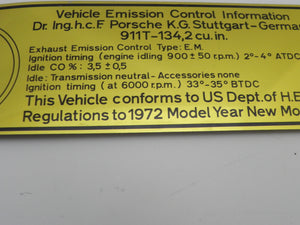 Vehicle Emission Control Information
Dr. Ing. h.c. F. Porsche K.G. Stuttgart-German
911T-134,2 cu.in.
Exhaust Emission Control Type: E.M.
Ignition timing (engine idling 900 ± 50 rpm.) 2°-4° ATDC
Idle CO %: 3,5 ± 0,5
Idle: Transmission neutral - Accessories none
Ignition timing (at 6000 rpm.) 33°-35° BTDC
This Vehicle conforms to US Dept. of H.E
Regulations to 1972 Model Year New Mo